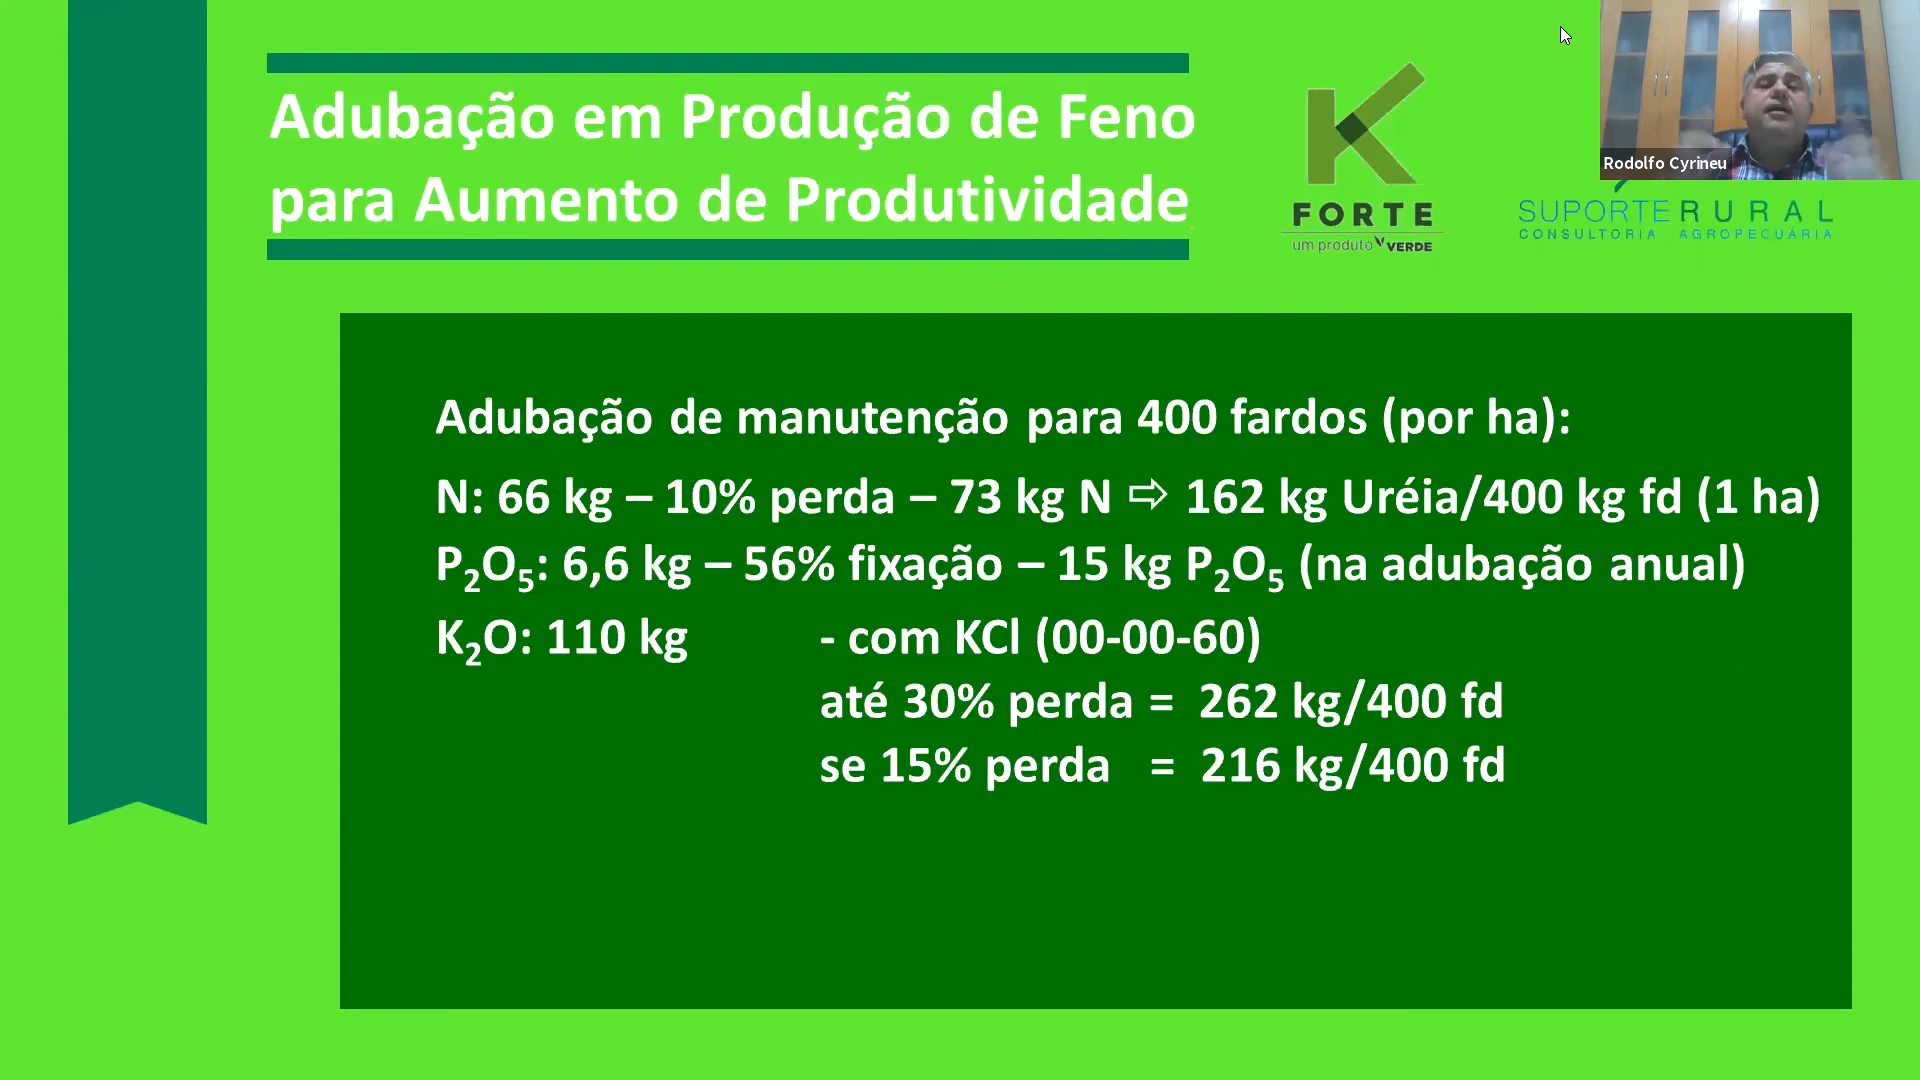 Adubação em Produção de Feno
para Aumento de Produtividade
K
FORTE
um produto VERDE
Rodolfo Cyrineu
SUPORTERURAL
CONSULTORIA AGROPECUÁRIA
Adubação de manutenção para 400 fardos (por ha):
N: 66 kg – 10% perda – 73 kg N ⇨ 162 kg Uréia/400 kg fd (1 ha)
P₂O₅: 6,6 kg – 56% fixação – 15 kg P₂O₅ (na adubação anual)
K₂O: 110 kg - com KCl (00-00-60)
até 30% perda = 262 kg/400 fd
se 15% perda = 216 kg/400 fd